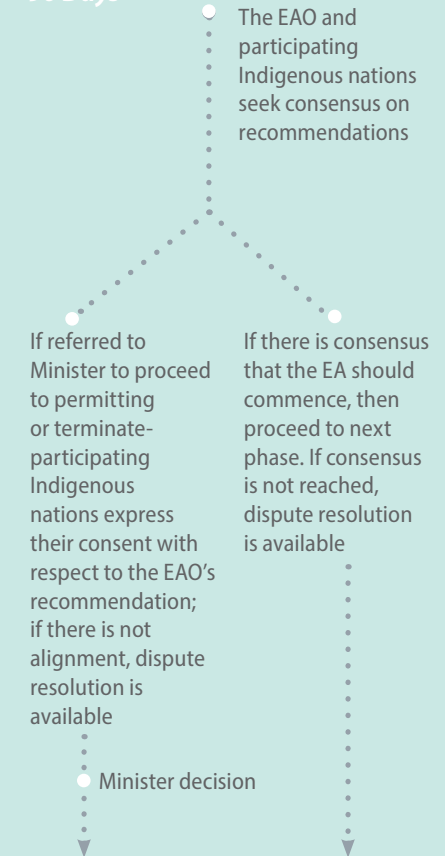 The EAO and
participating
Indigenous nations
seek consensus on
recommendations
If referred to
Minister to proceed
to permitting
or terminate-
participating
Indigenous
nations express
their consent with
respect to the EAO's
recommendation;
if there is not
alignment, dispute
resolution is
available
If there is consensus
that the EA should
commence, then
proceed to next
phase. If consensus
is not reached,
dispute resolution
is available
Minister decision